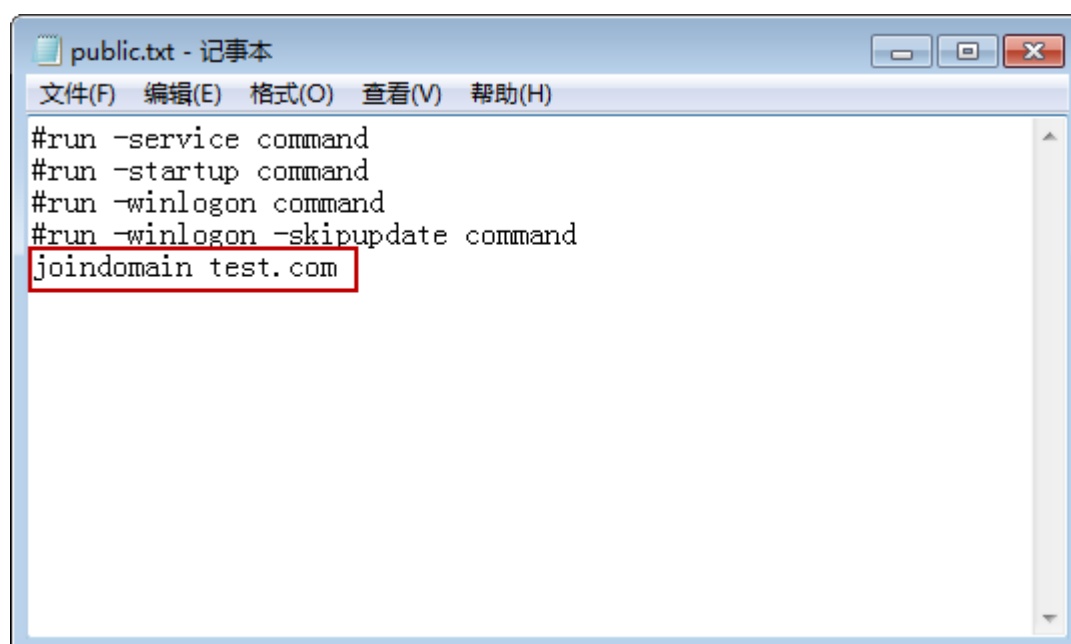 public.txt - 记事本
文件(F) 编辑(E) 格式(O) 查看(V) 帮助(H)
#run -service command
#run -startup command
#run -winlogon command
#run -winlogon -skipupdate command
joindomain test.com